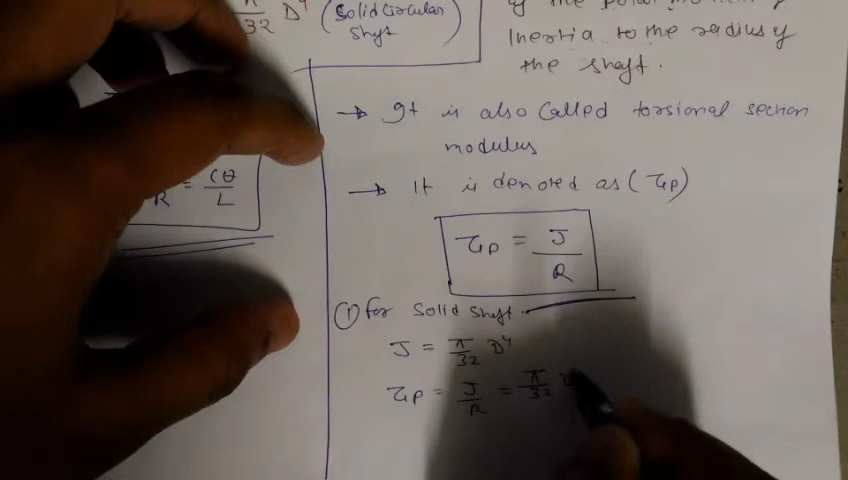 π/32 D⁴ (Solid Circular
Shyt)
R = Cθ/L
Inertia to the radius of
the shaft.
→ It is also called torsional section
modulus
→ It is denoted as (Zp)
Zp = J/R
① for Solid Shaft.
J = π/32 D⁴
Zp = J/R = π/32